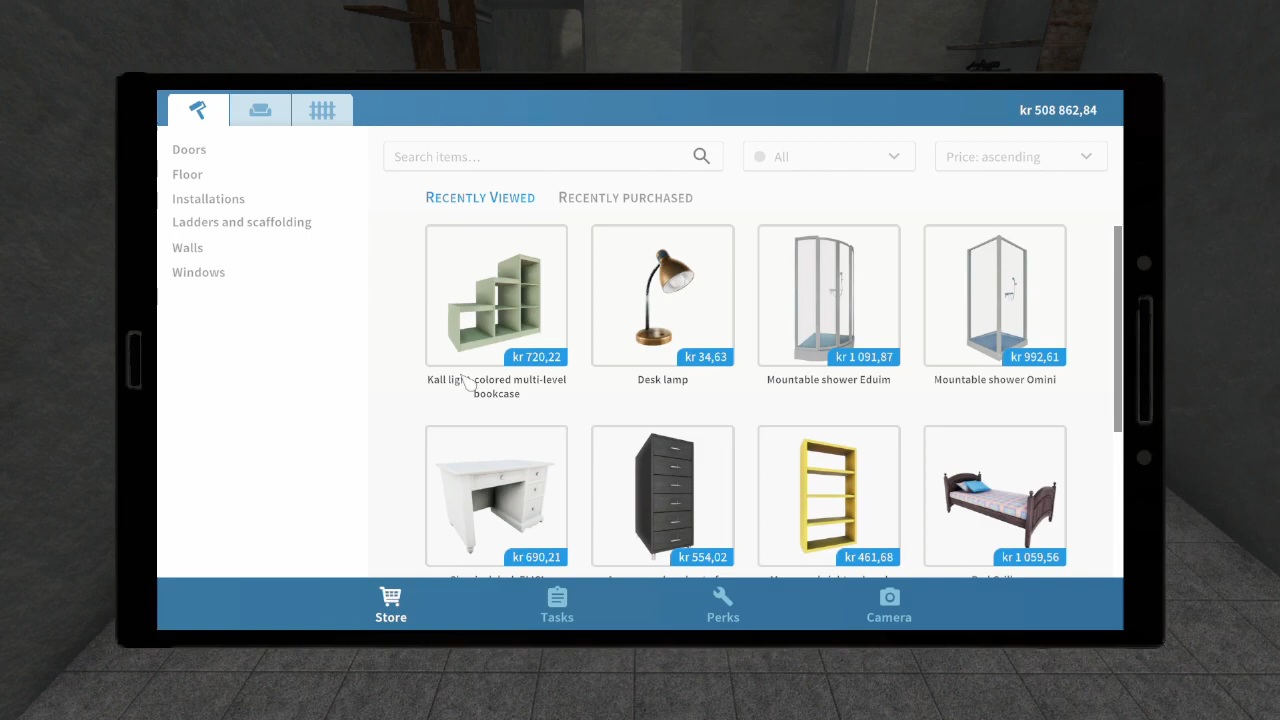 kr 508 862,84
Doors
Floor
Installations
Ladders and scaffolding
Walls
Windows
Search items...
All
Price: ascending
RECENTLY VIEWED
RECENTLY PURCHASED
kr 720,22
kr 34,63
kr 1 091,87
kr 992,61
Kall light-colored multi-level
bookcase
Desk lamp
Mountable shower Eduim
Mountable shower Omini
kr 690,21
kr 554,02
kr 461,68
kr 1 059,56
Store
Tasks
Perks
Camera